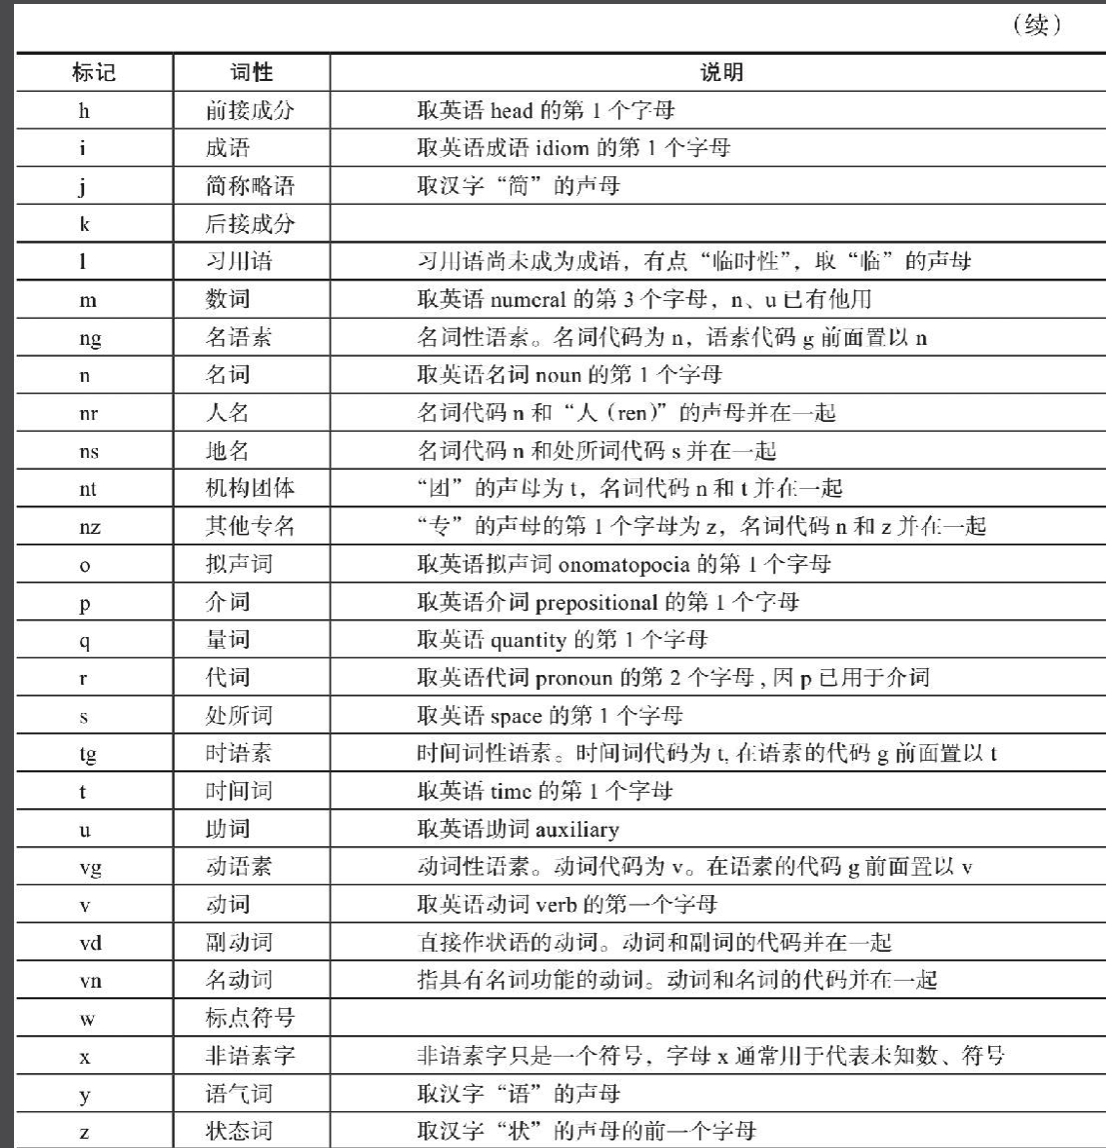 （续）
标记 词性 说明
h 前接成分 取英语 head 的第 1 个字母
i 成语 取英语成语 idiom 的第 1 个字母
j 简称略语 取汉字“简”的声母
k 后接成分
l 习用语 习用语尚未成为成语，有点“临时性”，取“临”的声母
m 数词 取英语 numeral 的第 3 个字母，n、u 已有他用
ng 名语素 名词性语素。名词代码为 n，语素代码 g 前面置以 n
n 名词 取英语名词 noun 的第 1 个字母
nr 人名 名词代码 n 和“人（ren）”的声母并在一起
ns 地名 名词代码 n 和处所词代码 s 并在一起
nt 机构团体 “团”的声母为 t，名词代码 n 和 t 并在一起
nz 其他专名 “专”的声母的第 1 个字母为 z，名词代码 n 和 z 并在一起
o 拟声词 取英语拟声词 onomatopoeia 的第 1 个字母
p 介词 取英语介词 prepositional 的第 1 个字母
q 量词 取英语 quantity 的第 1 个字母
r 代词 取英语代词 pronoun 的第 2 个字母 , 因 p 已用于介词
s 处所词 取英语 space 的第 1 个字母
tg 时语素 时间词性语素。时间词代码为 t, 在语素的代码 g 前面置以 t
t 时间词 取英语 time 的第 1 个字母
u 助词 取英语助词 auxiliary
vg 动语素 动词性语素。动词代码为 v。在语素的代码 g 前面置以 v
v 动词 取英语动词 verb 的第一个字母
vd 副动词 直接作状语的动词。动词和副词的代码并在一起
vn 名动词 指具有名词功能的动词。动词和名词的代码并在一起
w 标点符号
x 非语素字 非语素字只是一个符号，字母 x 通常用于代表未知数、符号
y 语气词 取汉字“语”的声母
z 状态词 取汉字“状”的声母的前一个字母